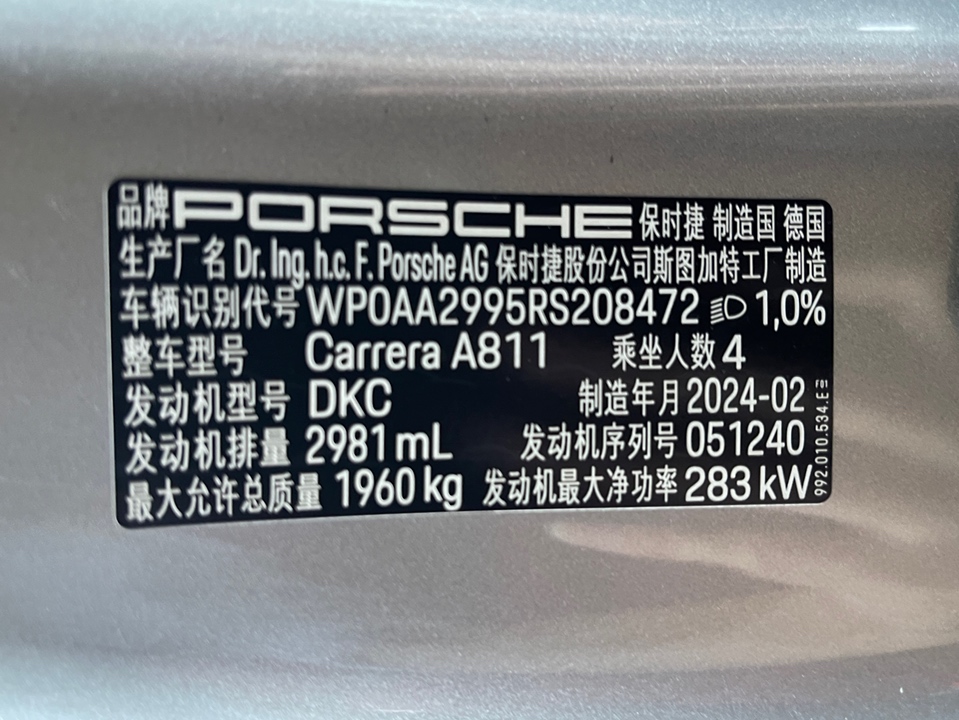 品牌 PORSCHE 保时捷 制造国 德国
生产厂名 Dr. Ing. h.c. F. Porsche AG 保时捷股份公司斯图加特工厂制造
车辆识别代号 WP0AA2995RS208472 1,0%
整车型号 Carrera A811 乘坐人数 4
发动机型号 DKC 制造年月 2024-02
发动机排量 2981 mL 发动机序列号 051240
最大允许总质量 1960 kg 发动机最大净功率 283 kW
992.010.534.E F01